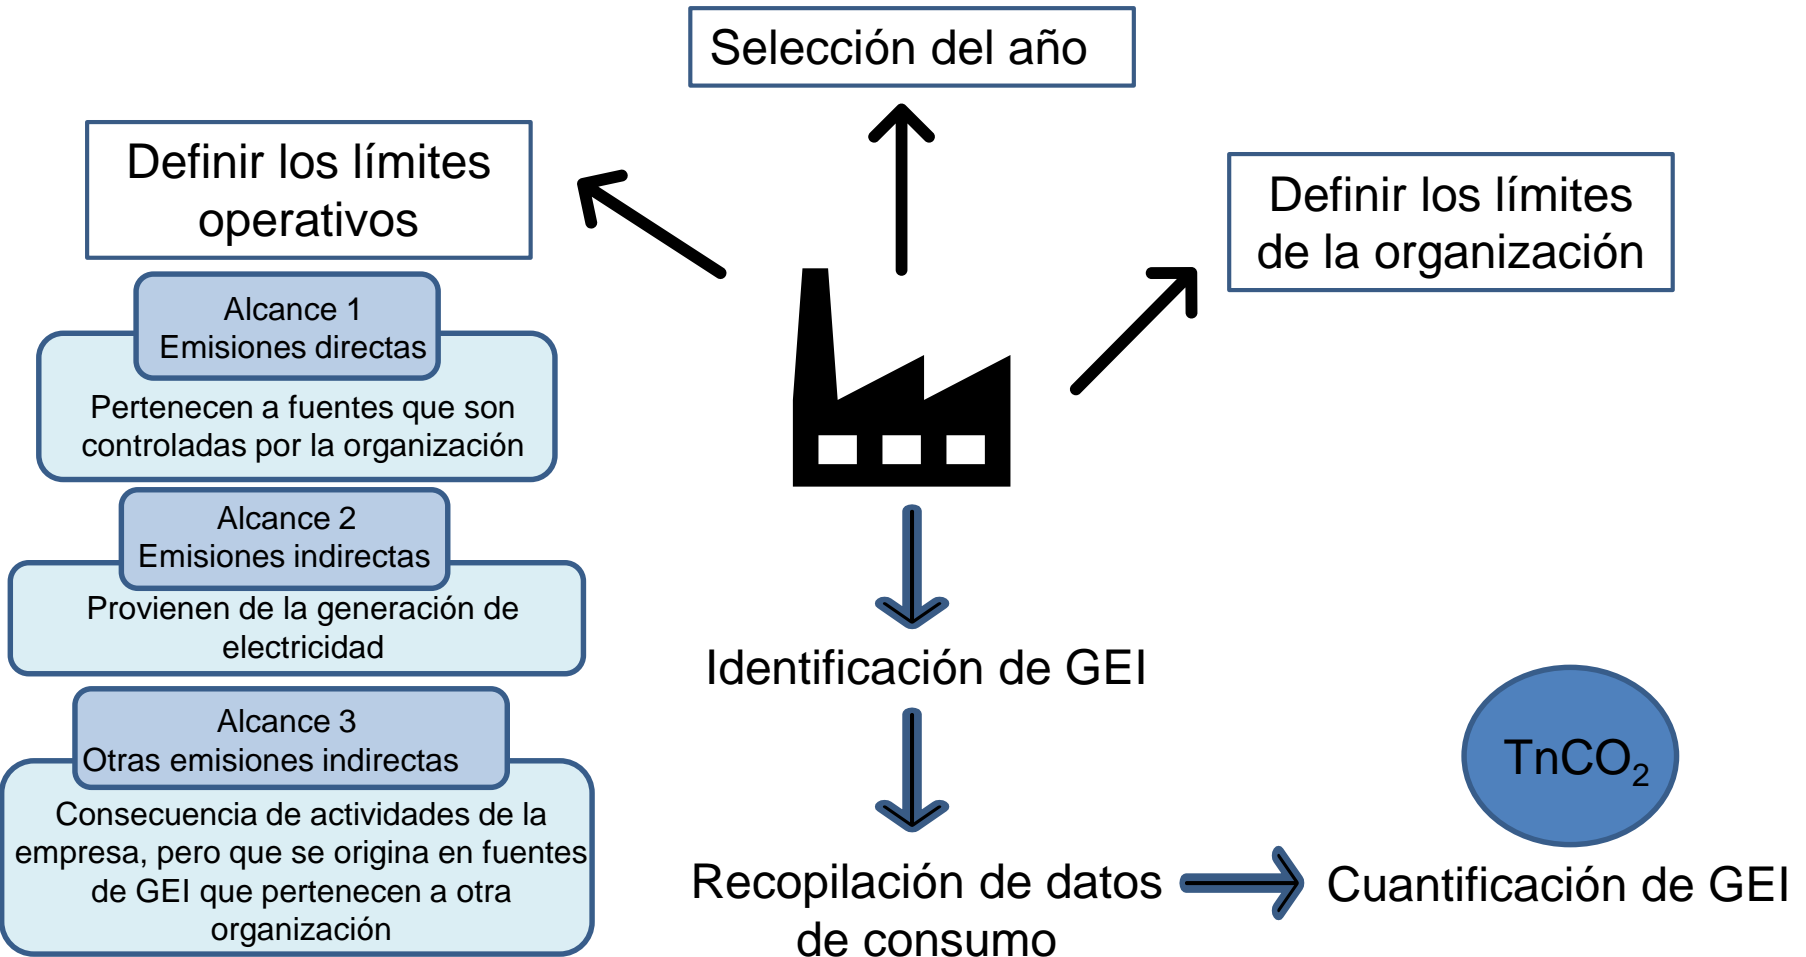 Selección del año
Definir los límites
operativos
Definir los límites
de la organización
Alcance 1
Emisiones directas
Pertenecen a fuentes que son
controladas por la organización
Alcance 2
Emisiones indirectas
Provienen de la generación de
electricidad
Alcance 3
Otras emisiones indirectas
Consecuencia de actividades de la
empresa, pero que se origina en fuentes
de GEI que pertenecen a otra
organización
Identificación de GEI
Recopilación de datos
de consumo
TnCO₂
Cuantificación de GEI